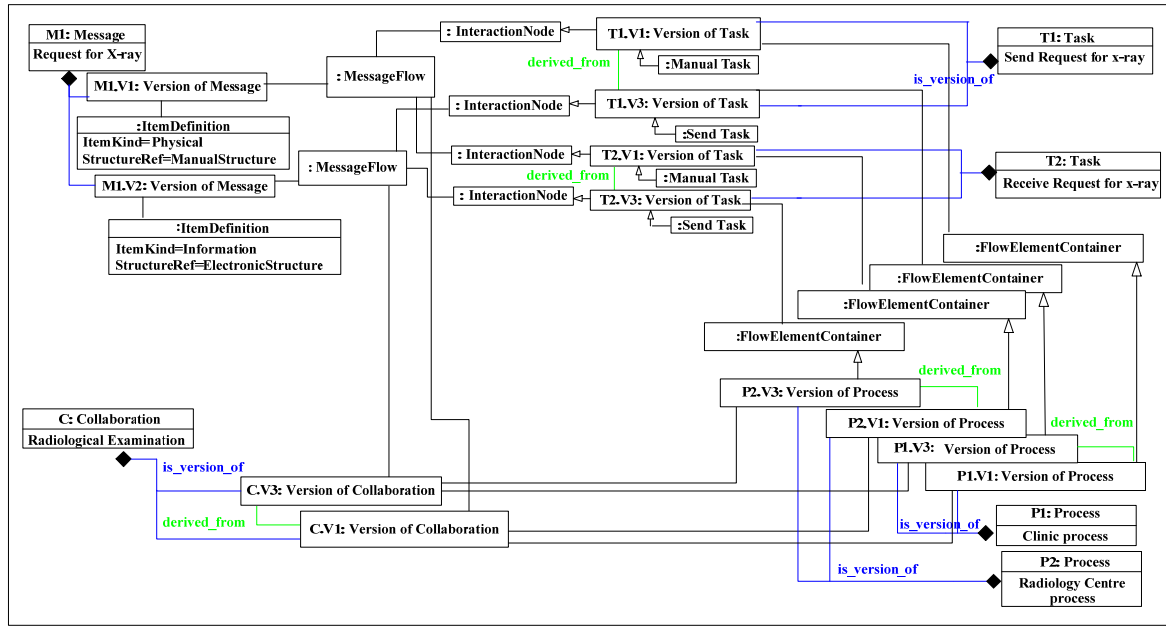 M1: Message
Request for X-ray
M1.V1: Version of Message
:ItemDefinition
ItemKind=Physical
StructureRef=ManualStructure
M1.V2: Version of Message
:ItemDefinition
ItemKind=Information
StructureRef=ElectronicStructure
: MessageFlow
: MessageFlow
: InteractionNode
: InteractionNode
: InteractionNode
: InteractionNode
T1.V1: Version of Task
:Manual Task
derived_from
T1.V3: Version of Task
:Send Task
T2.V1: Version of Task
:Manual Task
derived_from
T2.V3: Version of Task
:Send Task
T1: Task
Send Request for x-ray
is_version_of
T2: Task
Receive Request for x-ray
:FlowElementContainer
:FlowElementContainer
:FlowElementContainer
:FlowElementContainer
derived_from
P2.V3: Version of Process
P2.V1: Version of Process
derived_from
P1.V3: Version of Process
P1.V1: Version of Process
C: Collaboration
Radiological Examination
is_version_of
C.V3: Version of Collaboration
derived_from
C.V1: Version of Collaboration
is_version_of
P1: Process
Clinic process
is_version_of
P2: Process
Radiology Centre
process